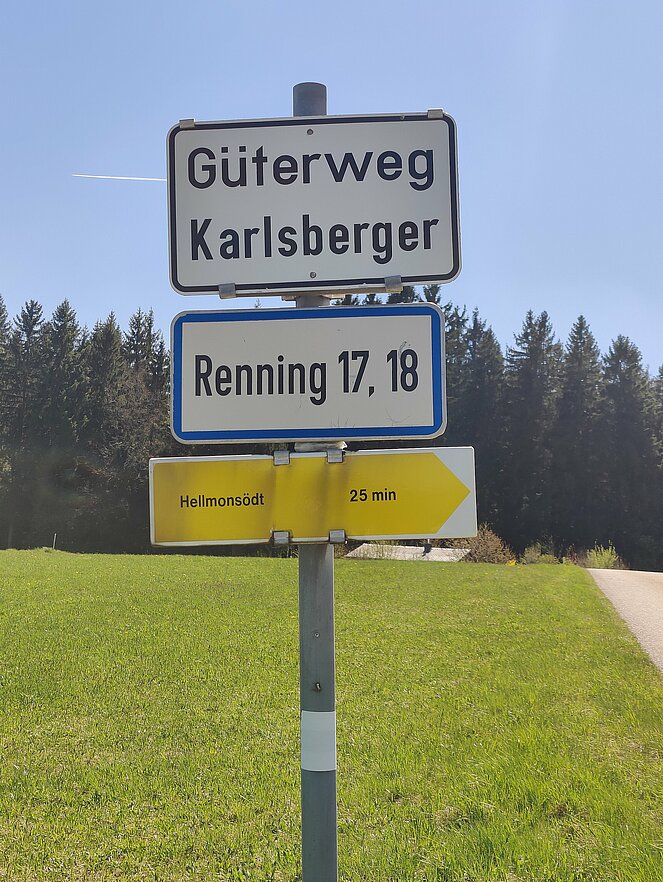 Güterweg
Karlsberger
Renning 17, 18
Hellmonsödt 25 min